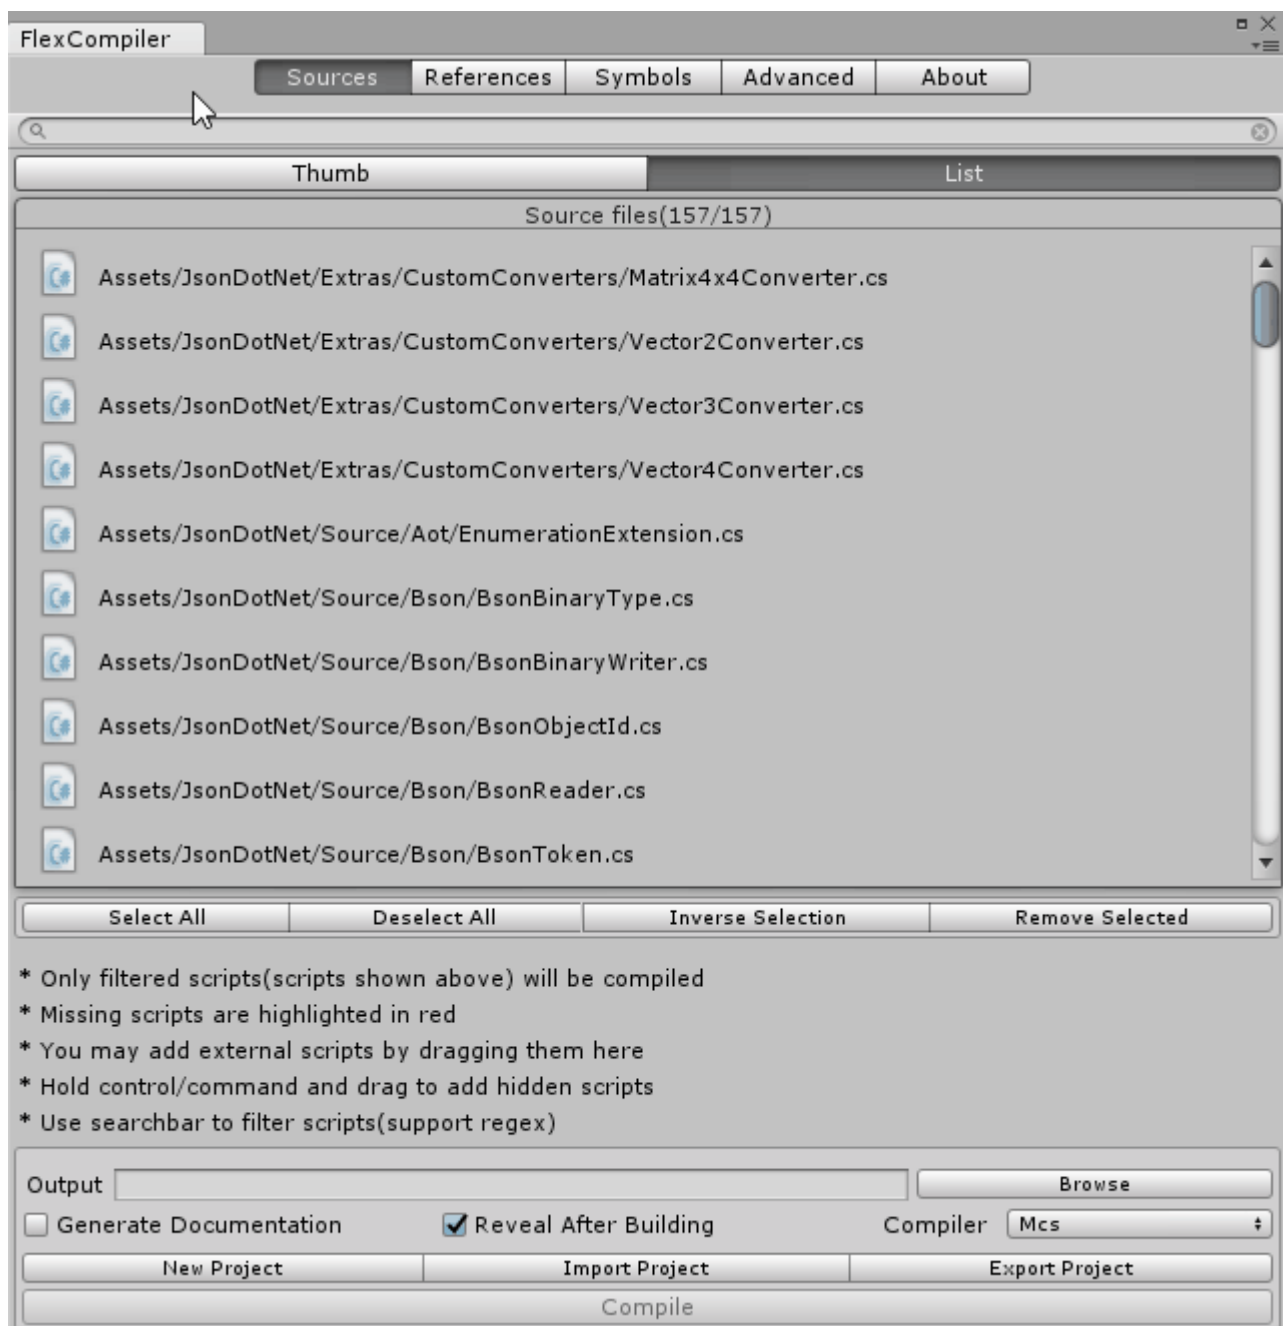 FlexCompiler
Sources References Symbols Advanced About
Thumb List
Source files(157/157)
C# Assets/JsonDotNet/Extras/CustomConverters/Matrix4x4Converter.cs
C# Assets/JsonDotNet/Extras/CustomConverters/Vector2Converter.cs
C# Assets/JsonDotNet/Extras/CustomConverters/Vector3Converter.cs
C# Assets/JsonDotNet/Extras/CustomConverters/Vector4Converter.cs
C# Assets/JsonDotNet/Source/Aot/EnumerationExtension.cs
C# Assets/JsonDotNet/Source/Bson/BsonBinaryType.cs
C# Assets/JsonDotNet/Source/Bson/BsonBinaryWriter.cs
C# Assets/JsonDotNet/Source/Bson/BsonObjectId.cs
C# Assets/JsonDotNet/Source/Bson/BsonReader.cs
C# Assets/JsonDotNet/Source/Bson/BsonToken.cs
Select All Deselect All Inverse Selection Remove Selected
* Only filtered scripts(scripts shown above) will be compiled
* Missing scripts are highlighted in red
* You may add external scripts by dragging them here
* Hold control/command and drag to add hidden scripts
* Use searchbar to filter scripts(support regex)
Output Browse
Generate Documentation Reveal After Building Compiler Mcs
New Project Import Project Export Project
Compile